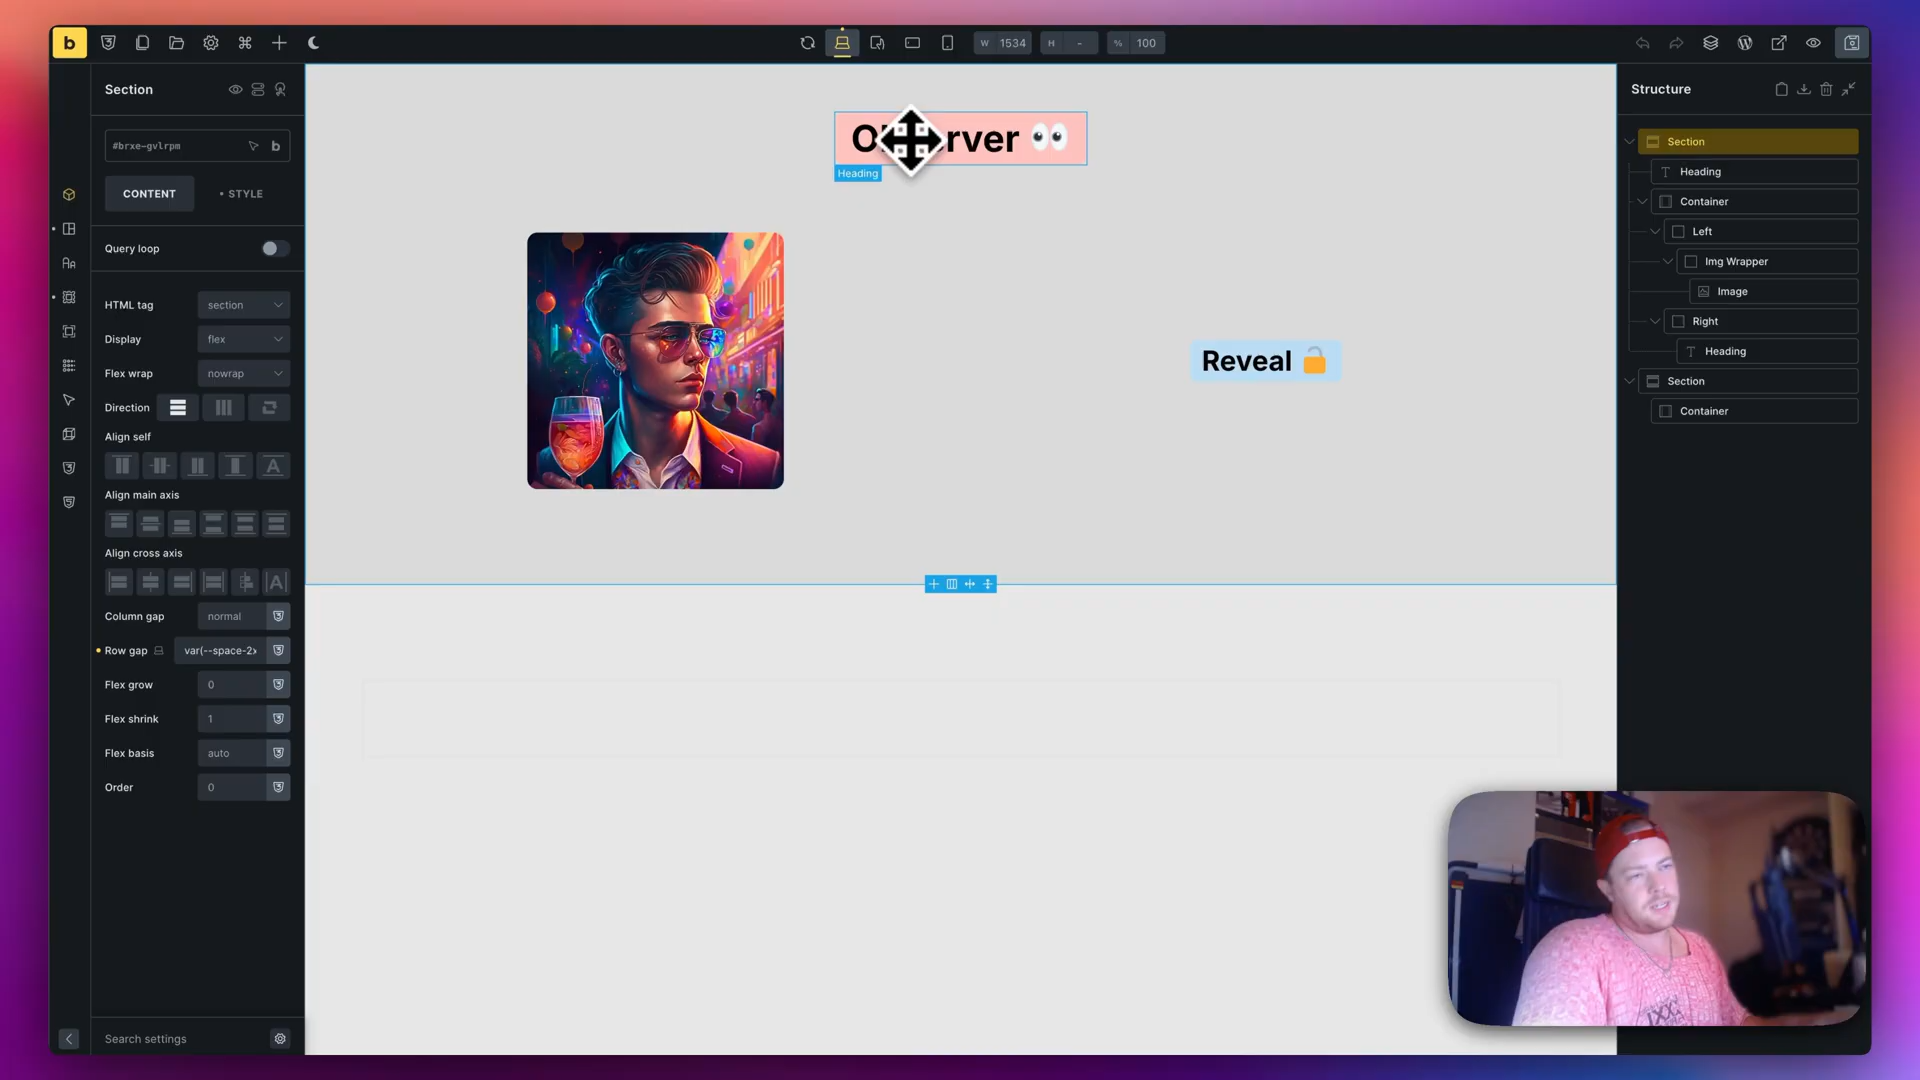 b
W 1534
H -
% 100
Section
#brxe-gvlrpm
b
CONTENT
STYLE
Query loop
HTML tag
section
Display
flex
Flex wrap
nowrap
Direction
Align self
A
Align main axis
Align cross axis
A
Column gap
normal
Row gap
var(--space-2x
Flex grow
0
Flex shrink
1
Flex basis
auto
Order
0
Search settings
Heading
Reveal
Structure
Section
Heading
Container
Left
Img Wrapper
Image
Right
Heading
Section
Container